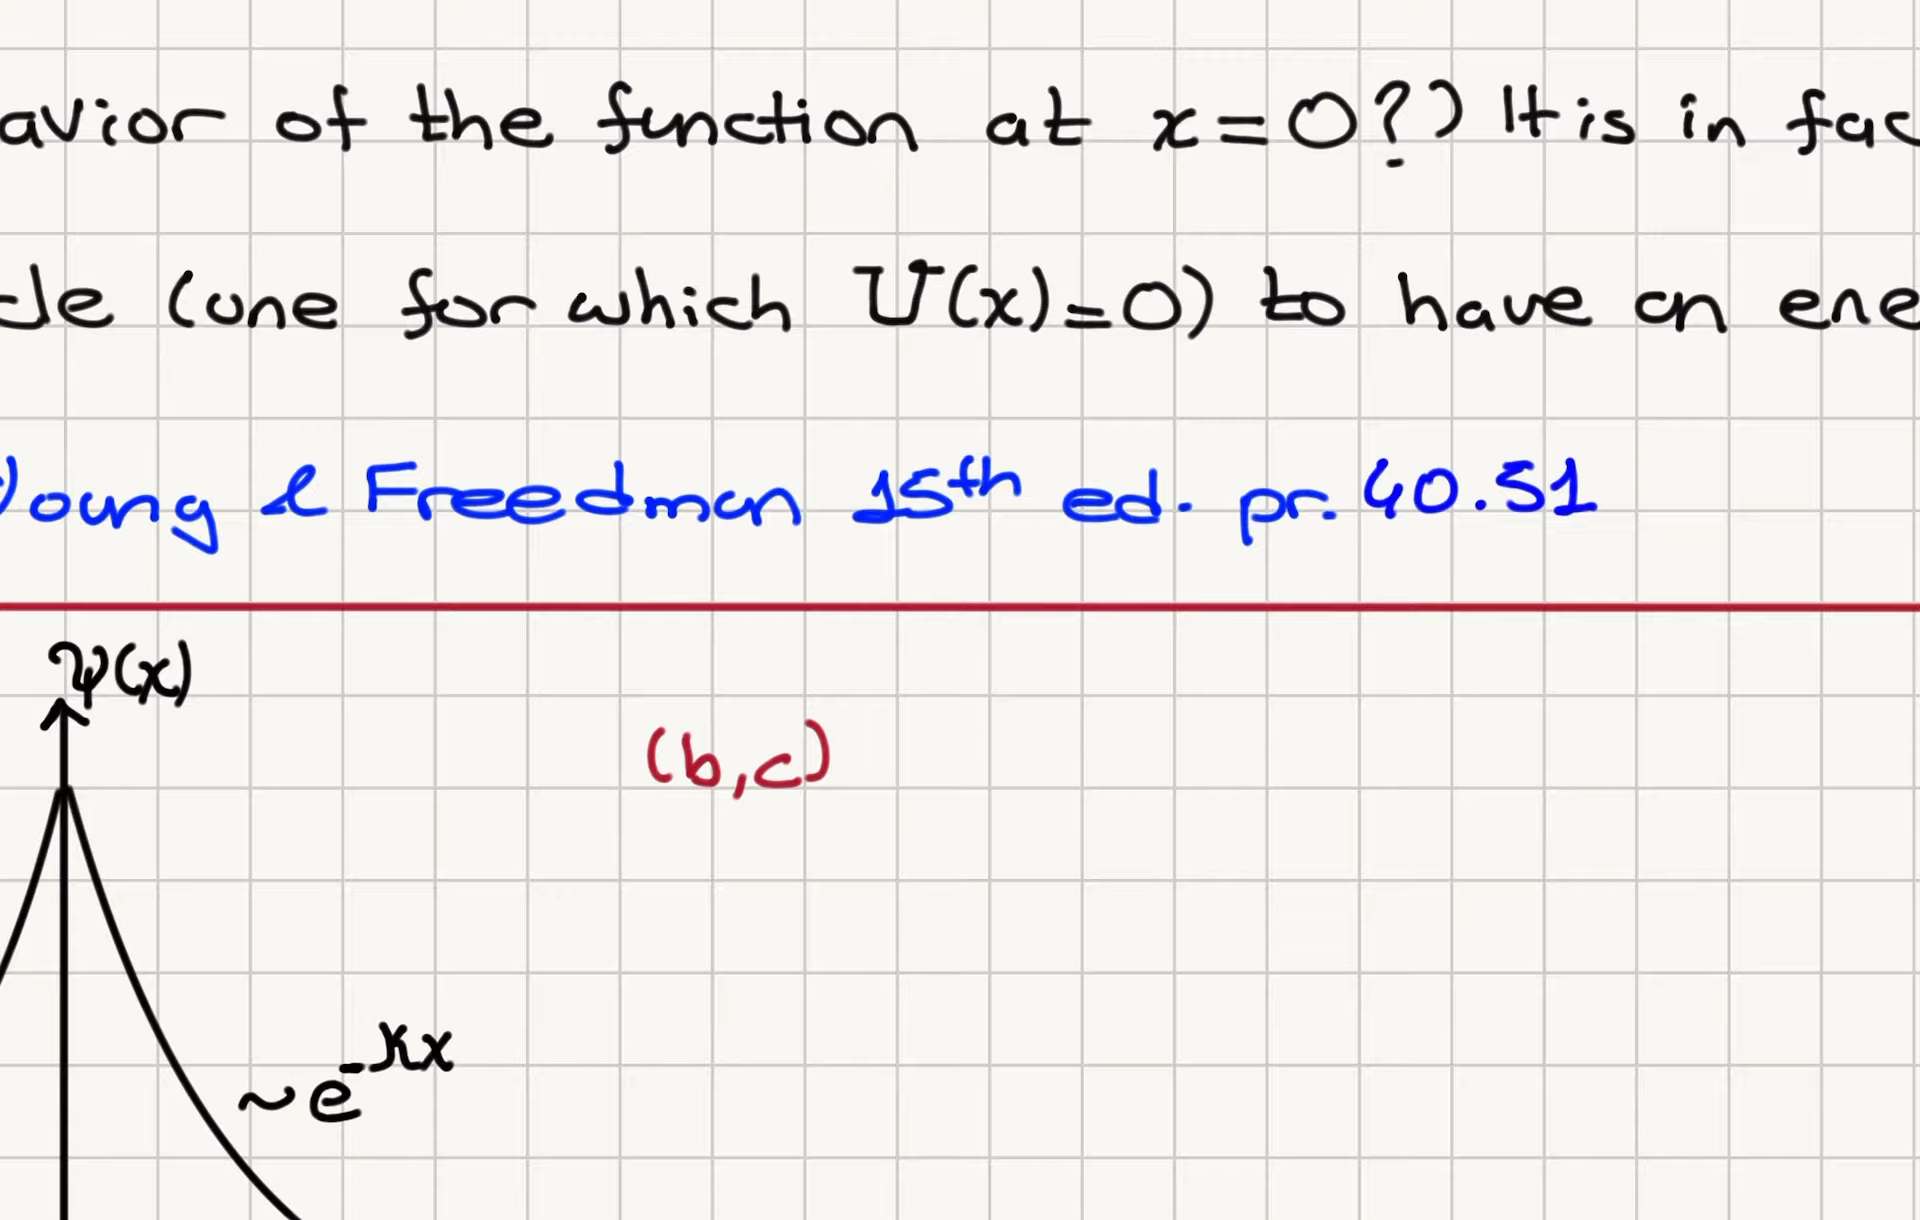 avior of the function at x=0?) It is in fac
cle (one for which U(x)=0) to have an ene
Young & Freedman 15th ed. pr. 40.51
ψ(x)
(b,c)
~e^-κx